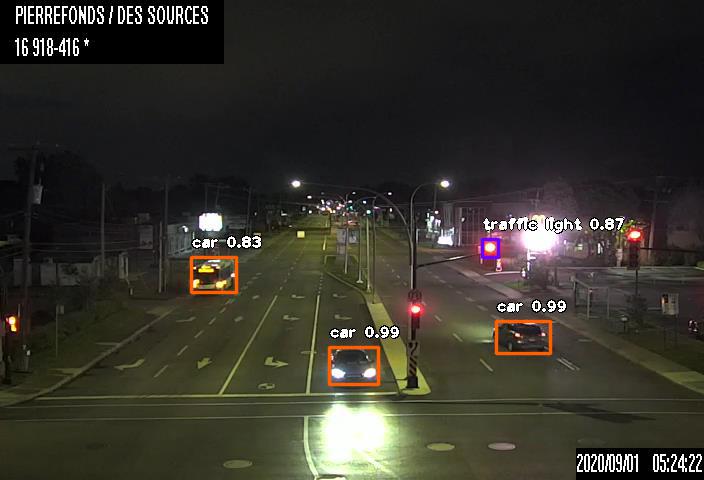 PIERREFONDS / DES SOURCES
16 918-416 *
traffic light 0.87
car 0.83
car 0.99
car 0.99
2020/09/01 05:24:22